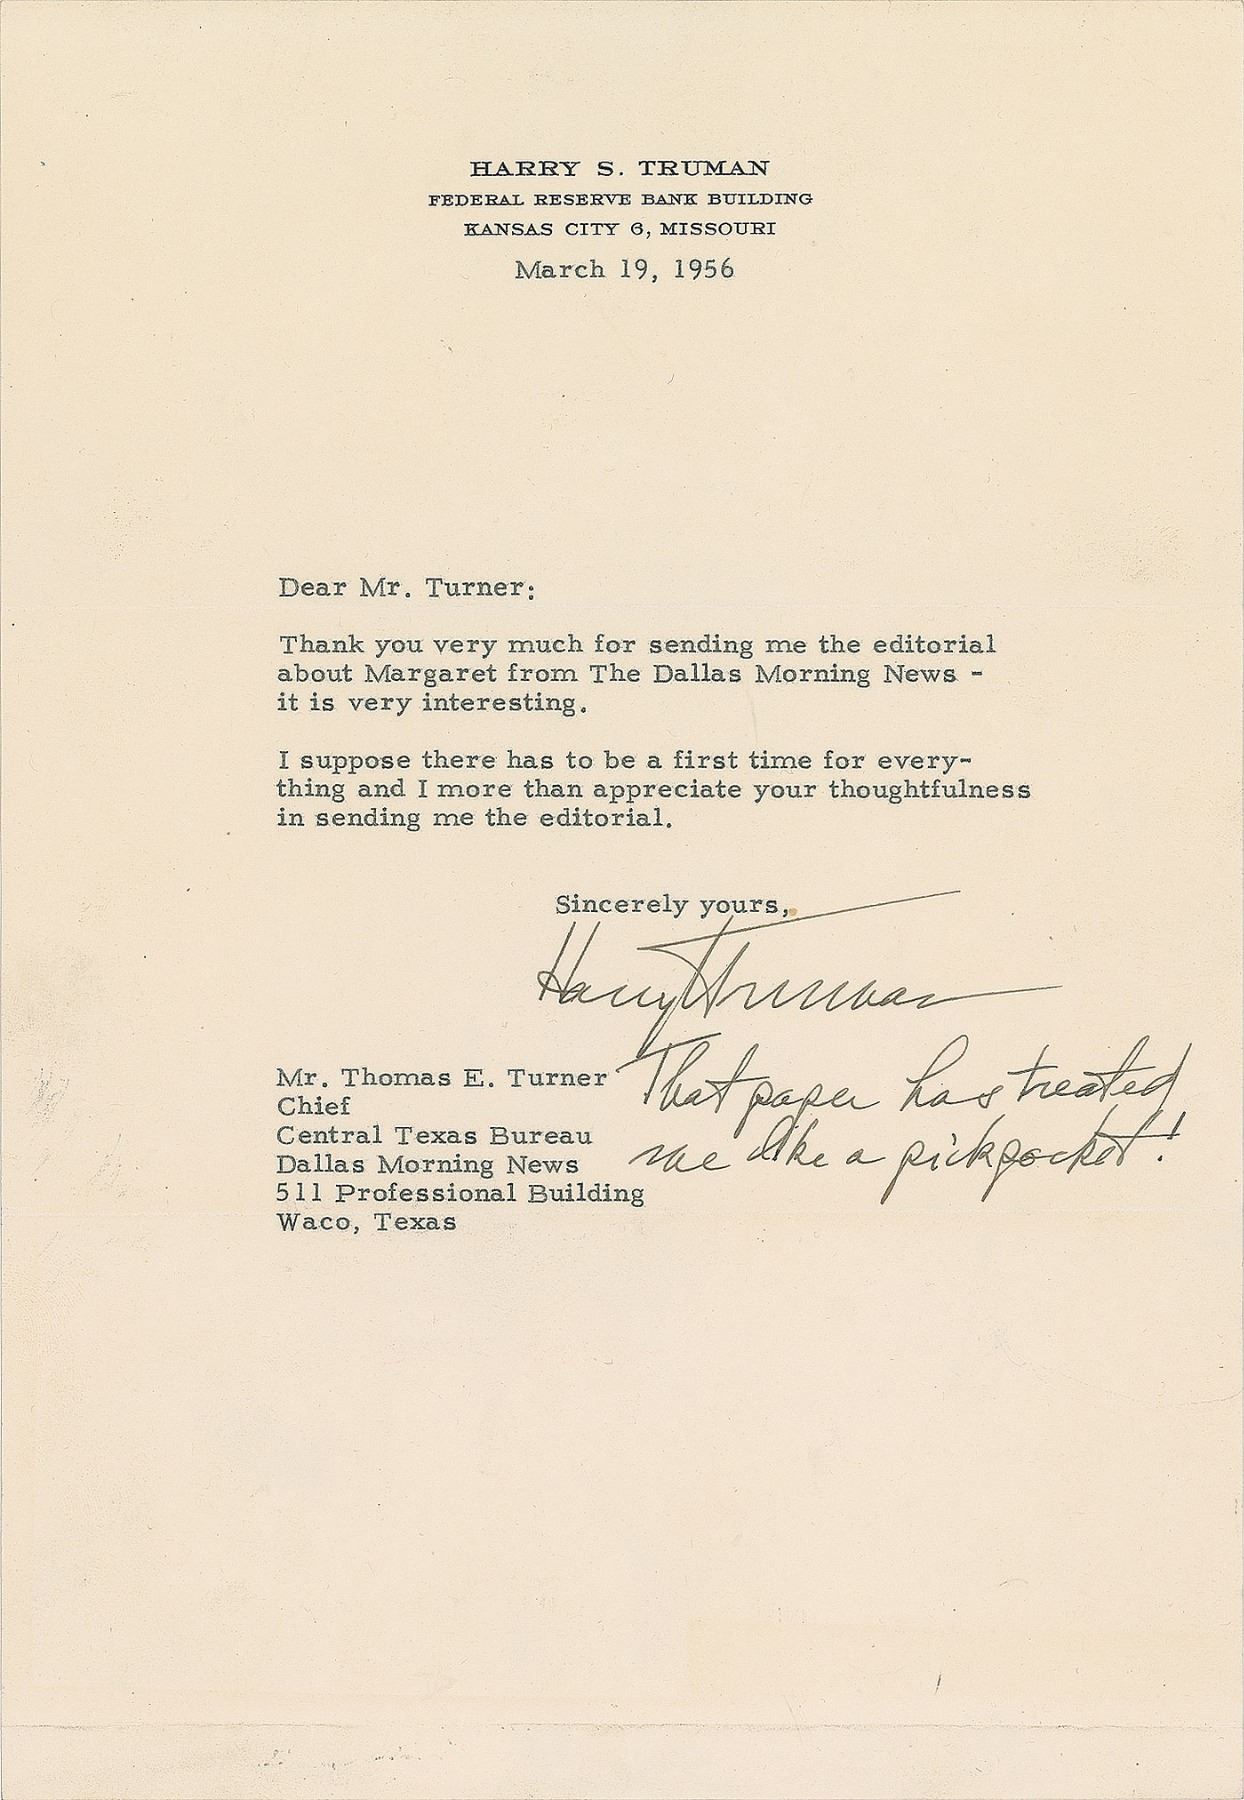 HARRY S. TRUMAN
FEDERAL RESERVE BANK BUILDING
KANSAS CITY 6, MISSOURI
March 19, 1956
Dear Mr. Turner:
Thank you very much for sending me the editorial
about Margaret from The Dallas Morning News -
it is very interesting.
I suppose there has to be a first time for every-
thing and I more than appreciate your thoughtfulness
in sending me the editorial.
Sincerely yours,
Harry Truman
That paper has treated
me like a pickpocket!
Mr. Thomas E. Turner
Chief
Central Texas Bureau
Dallas Morning News
511 Professional Building
Waco, Texas